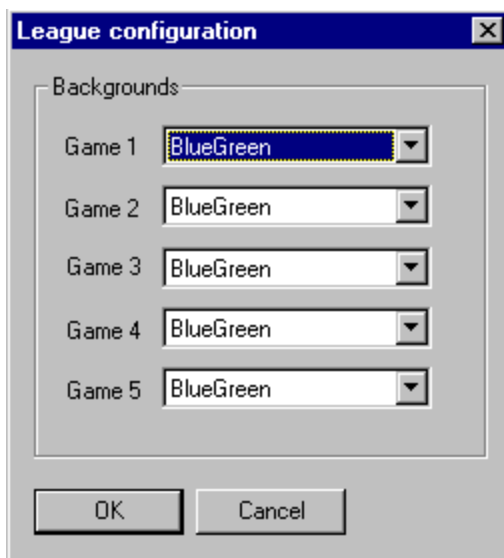 League configuration
Backgrounds
Game 1 BlueGreen
Game 2 BlueGreen
Game 3 BlueGreen
Game 4 BlueGreen
Game 5 BlueGreen
OK Cancel